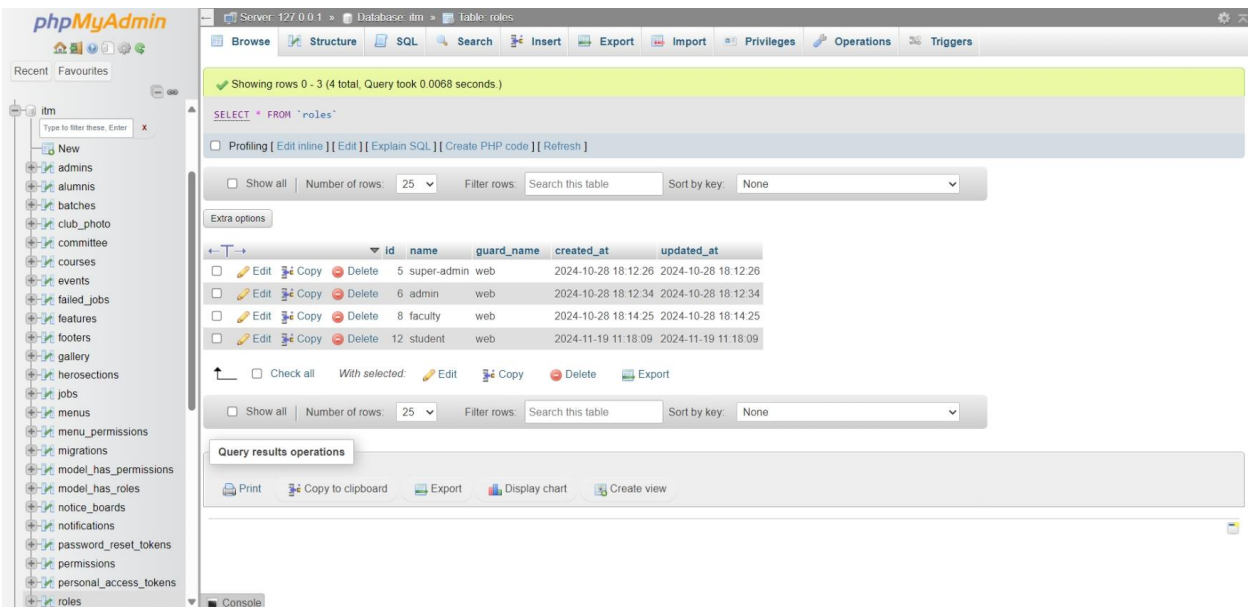 phpMyAdmin
Recent Favourites
itm
Type to filter these, Enter X
New
admins
alumnis
batches
club_photo
committee
courses
events
failed_jobs
features
footers
gallery
herosections
jobs
menus
menu_permissions
migrations
model_has_permissions
model_has_roles
notice_boards
notifications
password_reset_tokens
permissions
personal_access_tokens
roles
Server: 127.0.0.1 » Database: itm » Table: roles
Browse Structure SQL Search Insert Export Import Privileges Operations Triggers
Showing rows 0 - 3 (4 total, Query took 0.0068 seconds.)
SELECT * FROM `roles`
Profiling [ Edit inline ] [ Edit ] [ Explain SQL ] [ Create PHP code ] [ Refresh ]
Show all | Number of rows: 25 Filter rows: Search this table Sort by key: None
Extra options
id name guard_name created_at updated_at
Edit Copy Delete 5 super-admin web 2024-10-28 18:12:26 2024-10-28 18:12:26
Edit Copy Delete 6 admin web 2024-10-28 18:12:34 2024-10-28 18:12:34
Edit Copy Delete 8 faculty web 2024-10-28 18:14:25 2024-10-28 18:14:25
Edit Copy Delete 12 student web 2024-11-19 11:18:09 2024-11-19 11:18:09
Check all With selected: Edit Copy Delete Export
Show all | Number of rows: 25 Filter rows: Search this table Sort by key: None
Query results operations
Print Copy to clipboard Export Display chart Create view
Console